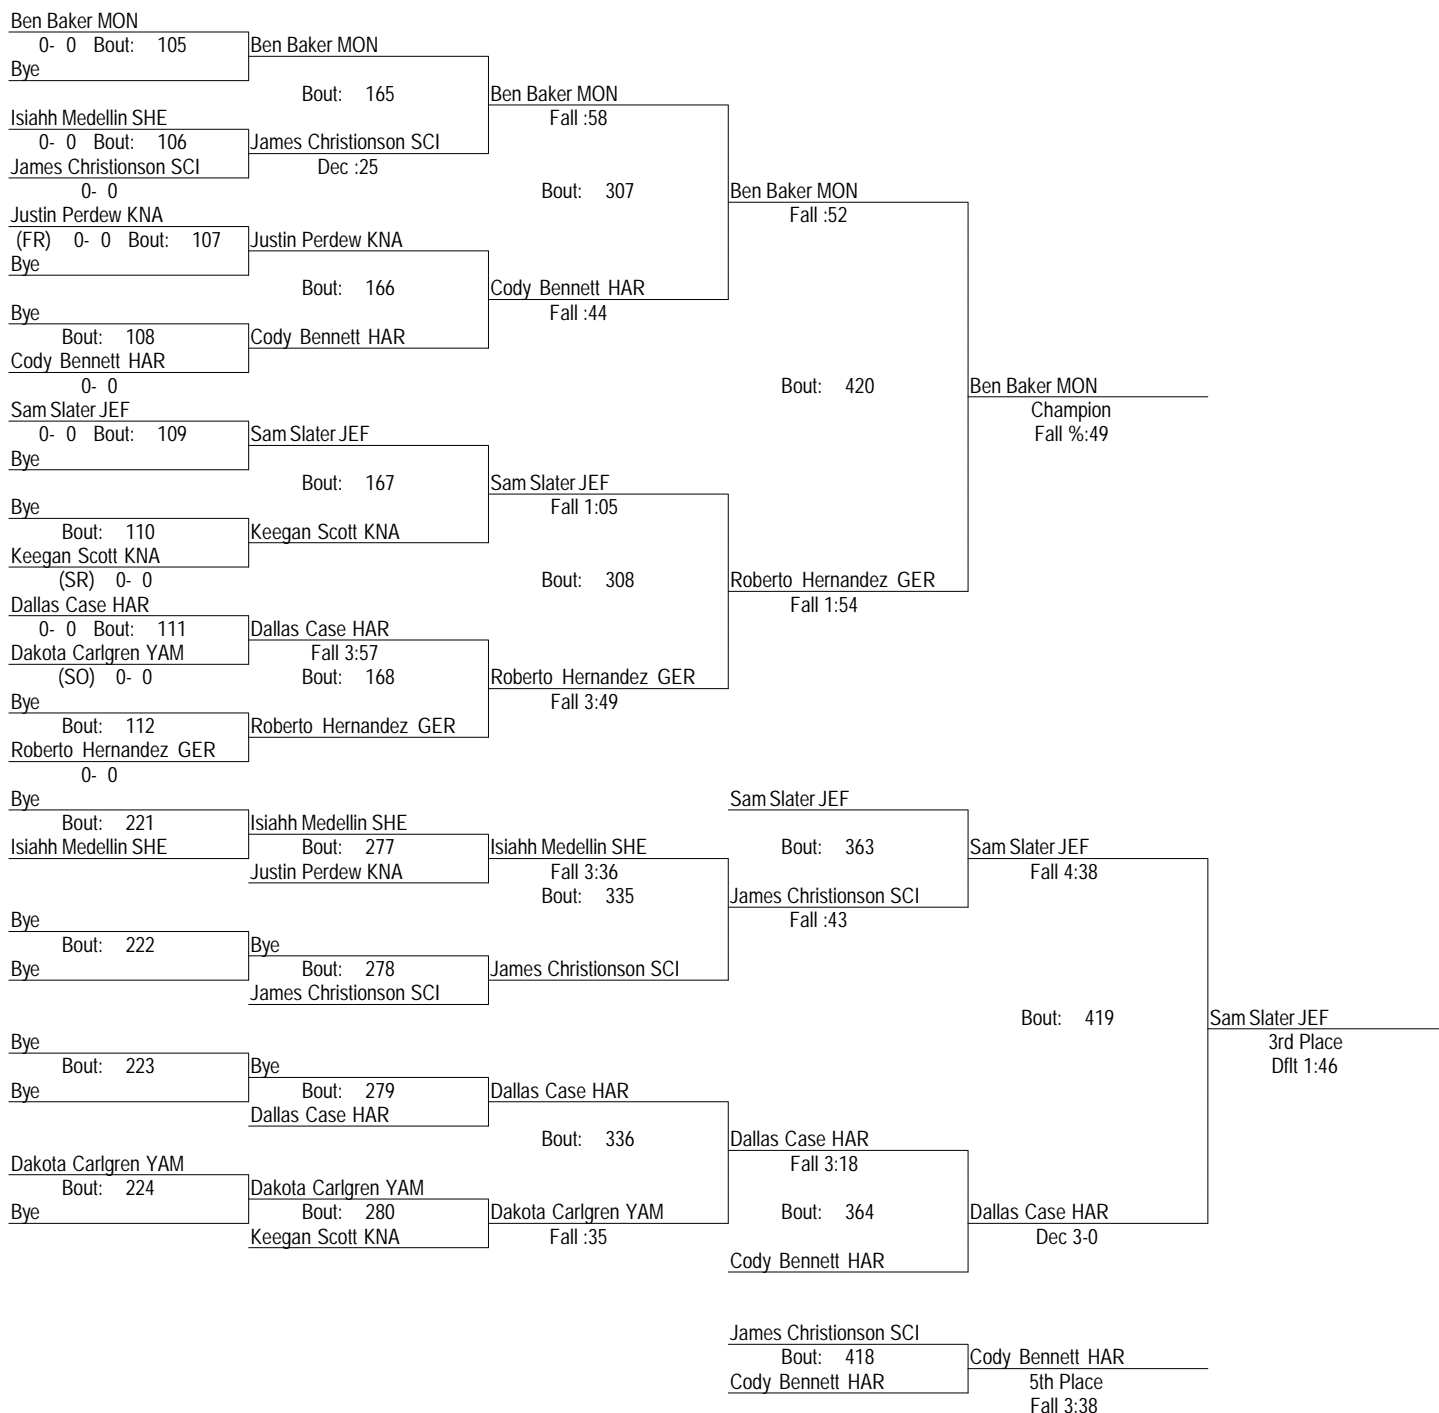 Ben Baker MON
0- 0 Bout: 105 Ben Baker MON
Bye
Bout: 165 Ben Baker MON
Isiahh Medellin SHE Fall :58
0- 0 Bout: 106 James Christionson SCI
James Christionson SCI Dec :25
0- 0 Bout: 307 Ben Baker MON
Justin Perdew KNA Fall :52
(FR) 0- 0 Bout: 107 Justin Perdew KNA
Bye
Bout: 166 Cody Bennett HAR
Bye Fall :44
Bout: 108 Cody Bennett HAR
Cody Bennett HAR
0- 0 Bout: 420 Ben Baker MON
Sam Slater JEF Champion
0- 0 Bout: 109 Sam Slater JEF Fall %:49
Bye
Bout: 167 Sam Slater JEF
Bye Fall 1:05
Bout: 110 Keegan Scott KNA
Keegan Scott KNA
(SR) 0- 0 Bout: 308 Roberto Hernandez GER
Dallas Case HAR Fall 1:54
0- 0 Bout: 111 Dallas Case HAR
Dakota Carlgren YAM Fall 3:57
(SO) 0- 0 Bout: 168 Roberto Hernandez GER
Bye Fall 3:49
Bout: 112 Roberto Hernandez GER
Roberto Hernandez GER
0- 0
Bye Sam Slater JEF
Bout: 221 Isiahh Medellin SHE
Isiahh Medellin SHE Bout: 277 Isiahh Medellin SHE Bout: 363 Sam Slater JEF
Justin Perdew KNA Fall 3:36 Fall 4:38
Bout: 335 James Christionson SCI
Bye Fall :43
Bout: 222 Bye
Bye Bout: 278 James Christionson SCI
James Christionson SCI
Bout: 419 Sam Slater JEF
Bye 3rd Place
Bout: 223 Bye Dflt 1:46
Bye Bout: 279 Dallas Case HAR
Dallas Case HAR
Bout: 336 Dallas Case HAR
Dakota Carlgren YAM Fall 3:18
Bout: 224 Dakota Carlgren YAM
Bye Bout: 280 Dakota Carlgren YAM Bout: 364 Dallas Case HAR
Keegan Scott KNA Fall :35 Dec 3-0
Cody Bennett HAR
James Christionson SCI
Bout: 418 Cody Bennett HAR
Cody Bennett HAR 5th Place
Fall 3:38